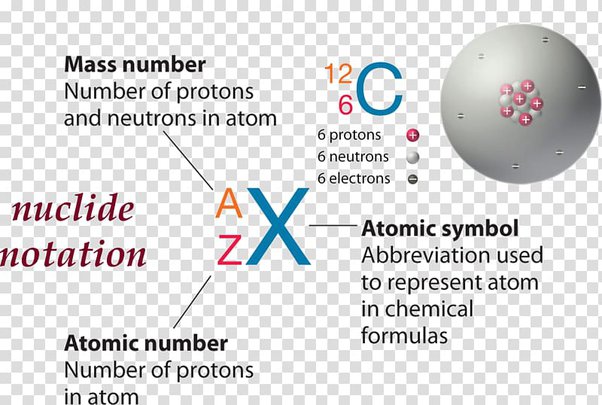 Mass number
Number of protons
and neutrons in atom
12
6
C
6 protons +
6 neutrons
6 electrons −
nuclide
notation
A
Z
X
Atomic symbol
Abbreviation used
to represent atom
in chemical
formulas
Atomic number
Number of protons
in atom